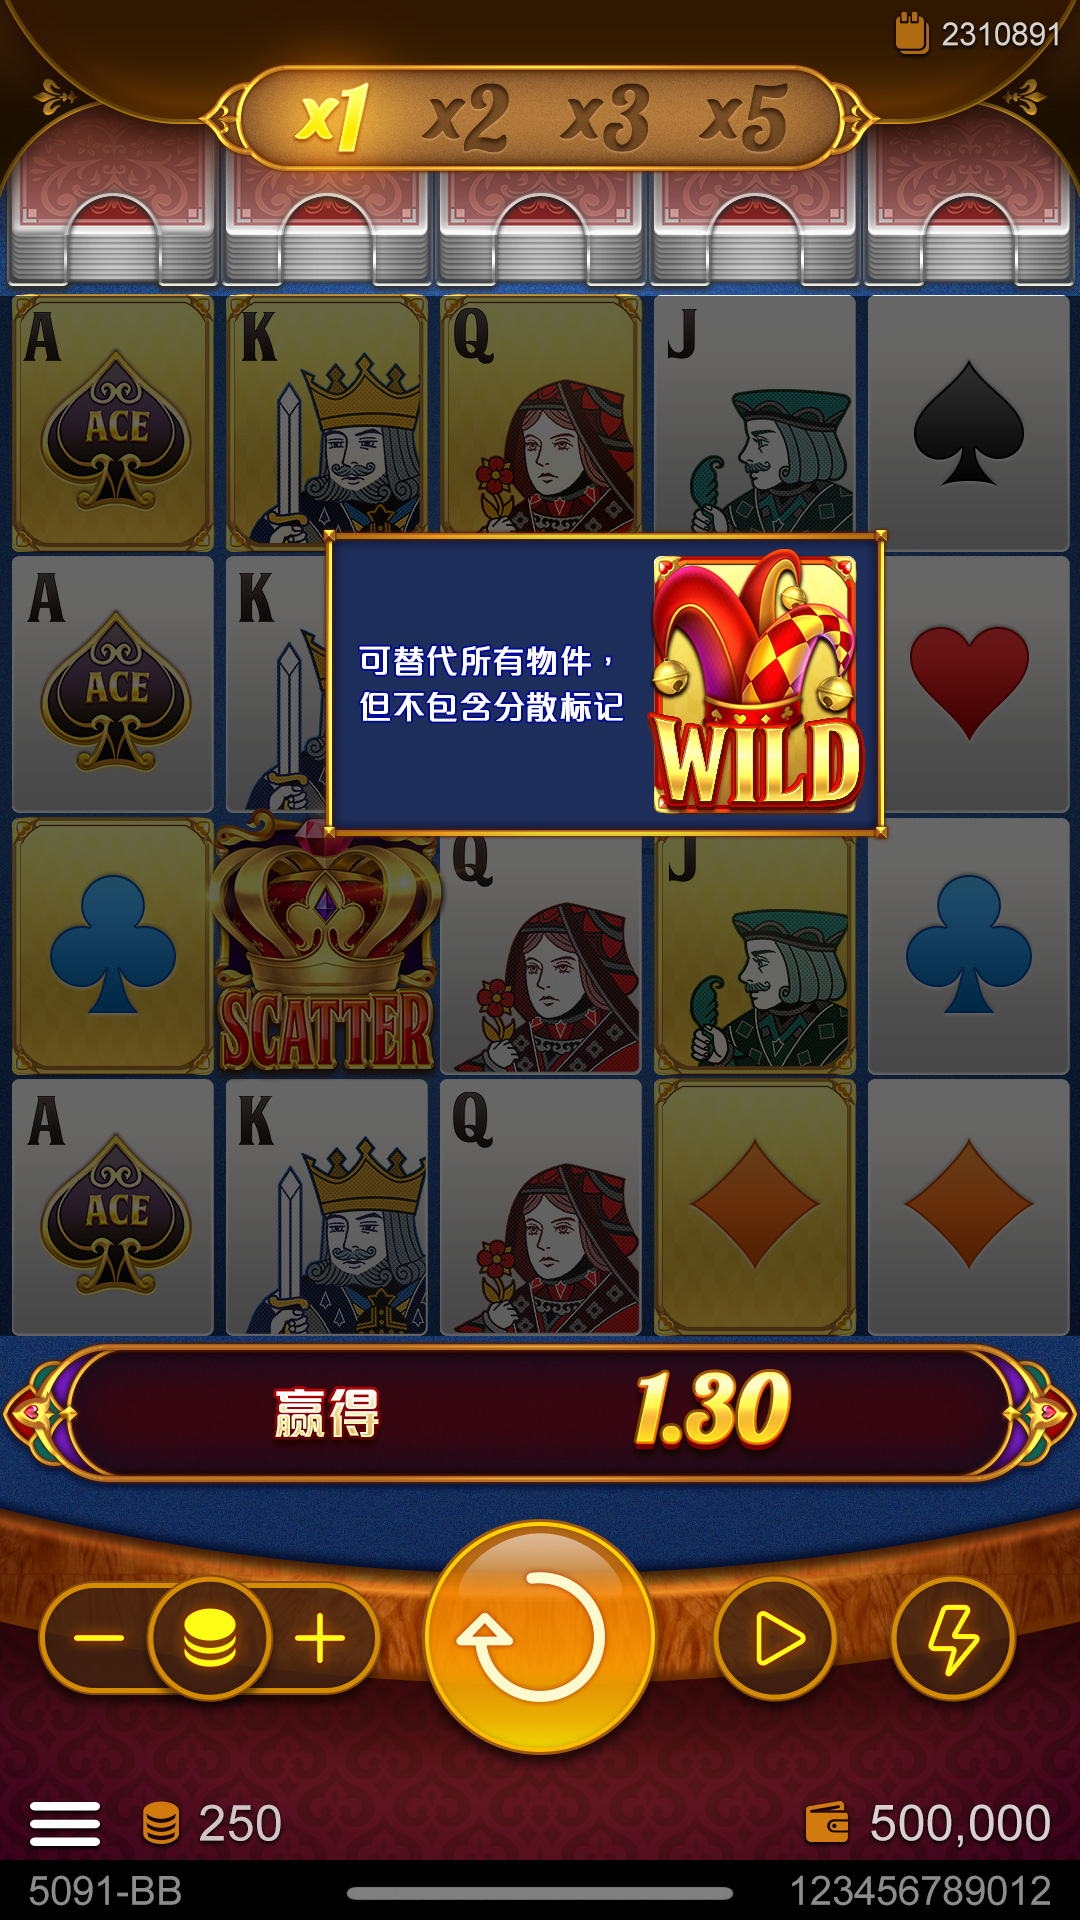 2310891
x1 x2 x3 x5
A K Q J
ACE
A K
ACE
可替代所有物件，
但不包含分散标记
WILD
Q J
SCATTER
A K Q
ACE
赢得 1.30
250 500,000
5091-BB 123456789012